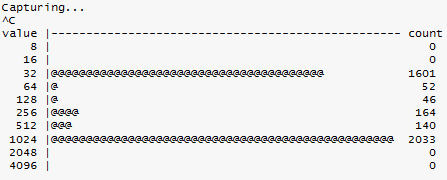 Capturing...
^C
value |-------------------------------------------------- count
    8 |                                                      0
   16 |                                                      0
   32 |@@@@@@@@@@@@@@@@@@@@@@@@@@@@@@@@@@@@@@@            1601
   64 |@                                                    52
  128 |@                                                    46
  256 |@@@@                                                164
  512 |@@@                                                 140
 1024 |@@@@@@@@@@@@@@@@@@@@@@@@@@@@@@@@@@@@@@@@@@@@@@@@@  2033
 2048 |                                                      0
 4096 |                                                      0